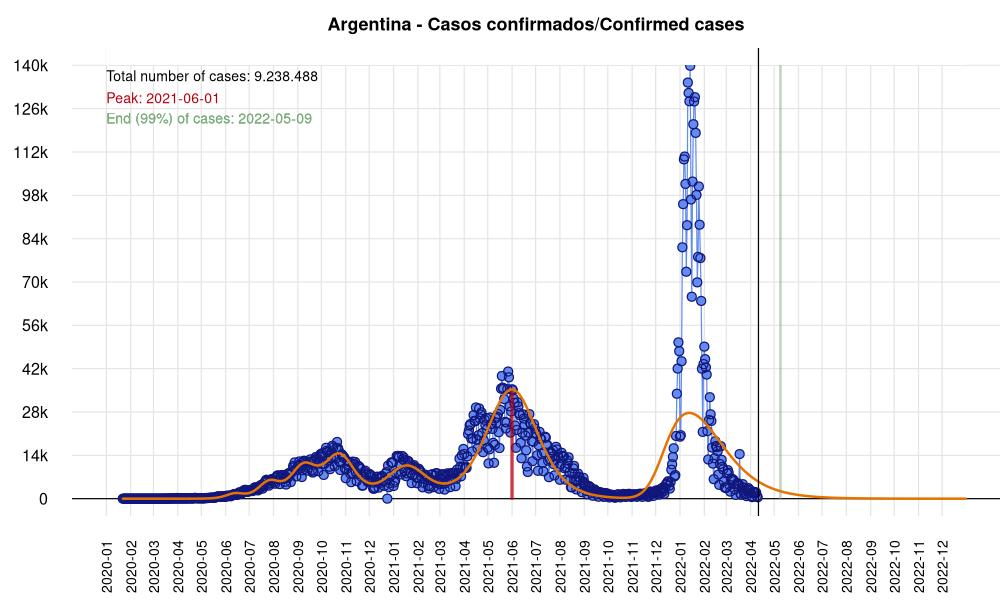 Argentina - Casos confirmados/Confirmed cases
Total number of cases: 9.238.488
Peak: 2021-06-01
End (99%) of cases: 2022-05-09
140k
126k
112k
98k
84k
70k
56k
42k
28k
14k
0
2020-01
2020-02
2020-03
2020-04
2020-05
2020-06
2020-07
2020-08
2020-09
2020-10
2020-11
2020-12
2021-01
2021-02
2021-03
2021-04
2021-05
2021-06
2021-07
2021-08
2021-09
2021-10
2021-11
2021-12
2022-01
2022-02
2022-03
2022-04
2022-05
2022-06
2022-07
2022-08
2022-09
2022-10
2022-11
2022-12